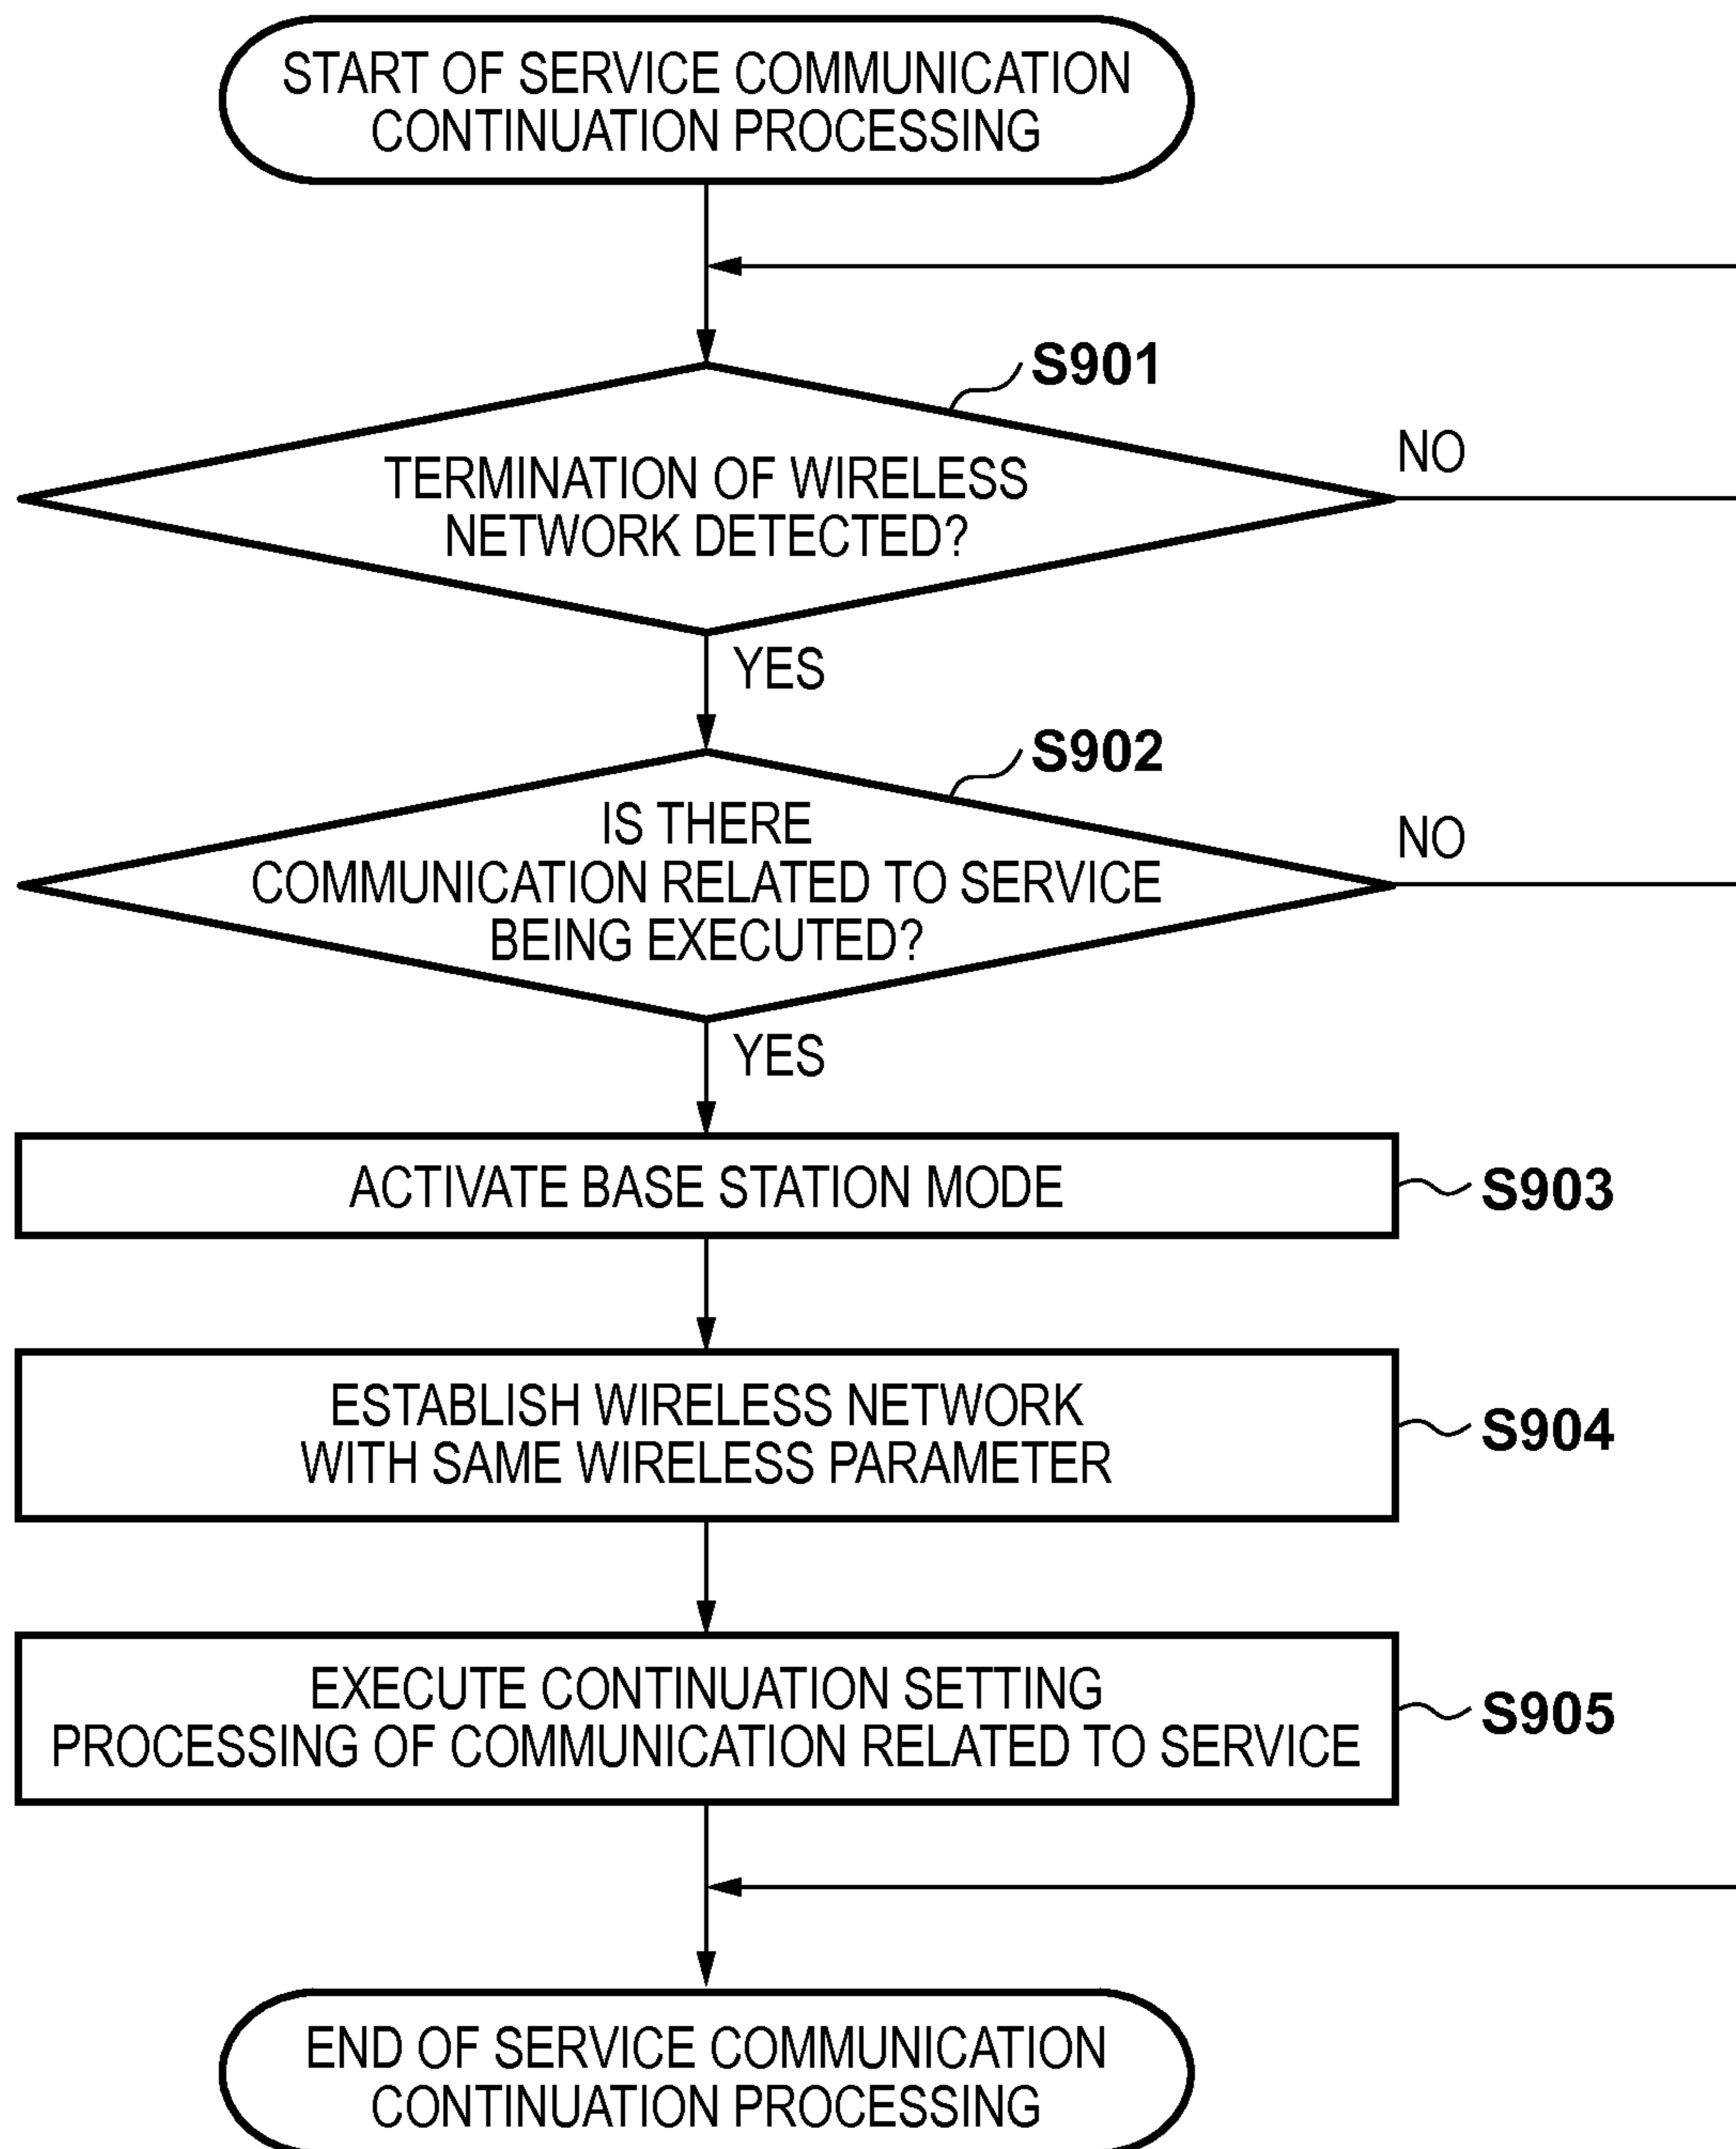 START OF SERVICE COMMUNICATION
CONTINUATION PROCESSING
S901
TERMINATION OF WIRELESS
NETWORK DETECTED?
NO
YES
S902
IS THERE
COMMUNICATION RELATED TO SERVICE
BEING EXECUTED?
NO
YES
ACTIVATE BASE STATION MODE
S903
ESTABLISH WIRELESS NETWORK
WITH SAME WIRELESS PARAMETER
S904
EXECUTE CONTINUATION SETTING
PROCESSING OF COMMUNICATION RELATED TO SERVICE
S905
END OF SERVICE COMMUNICATION
CONTINUATION PROCESSING